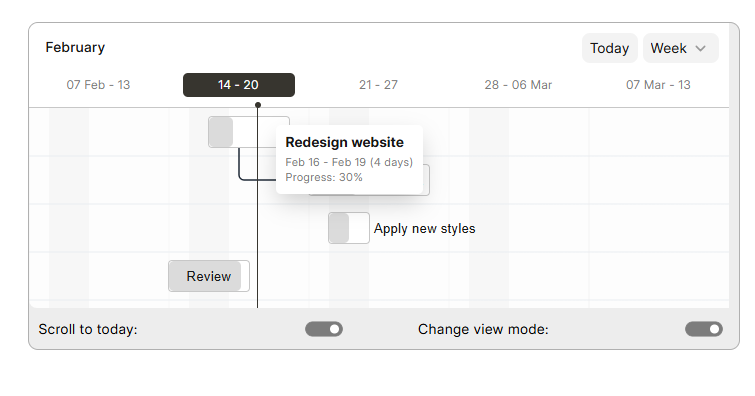 February
Today
Week
07 Feb - 13
14 - 20
21 - 27
28 - 06 Mar
07 Mar - 13
Redesign website
Feb 16 - Feb 19 (4 days)
Progress: 30%
Apply new styles
Review
Scroll to today:
Change view mode: